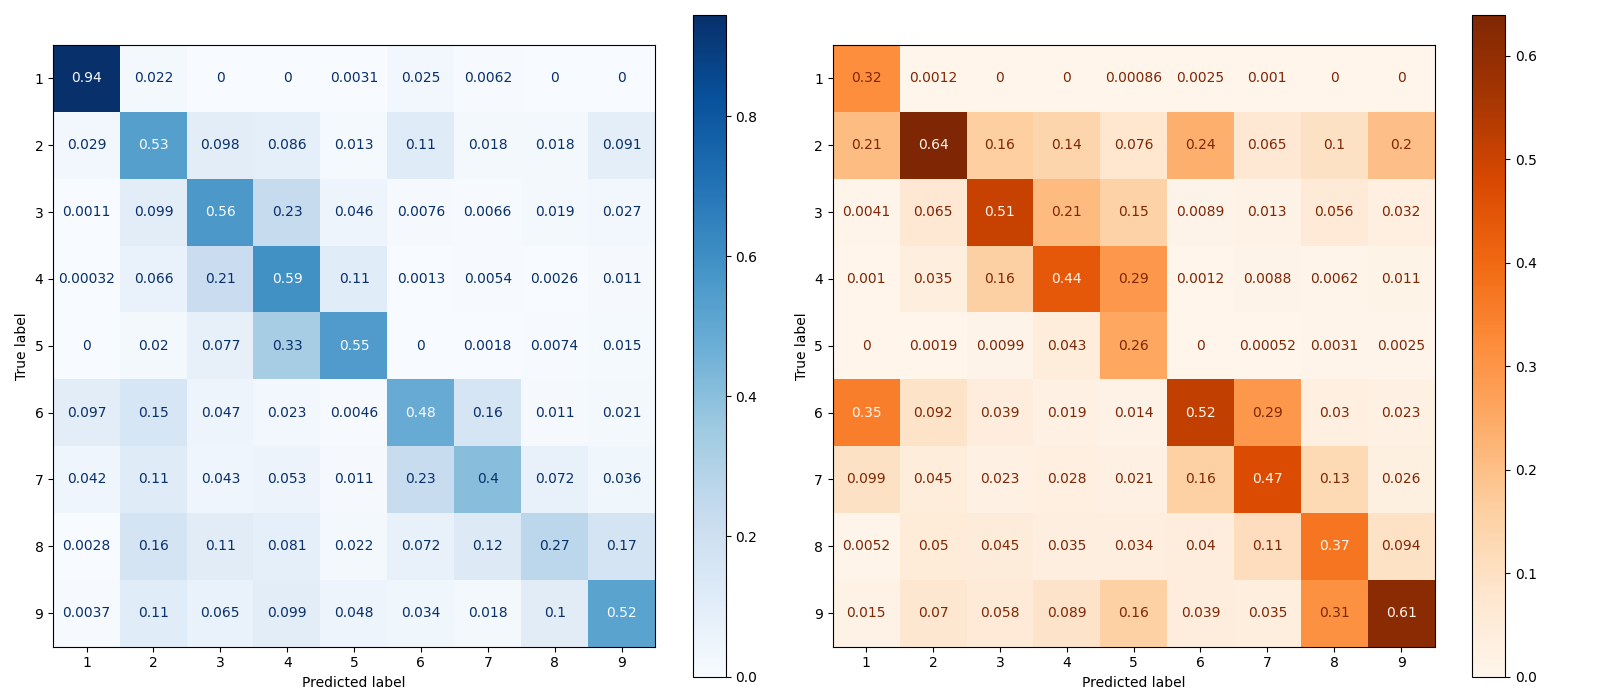 1 0.94 0.022 0 0 0.0031 0.025 0.0062 0 0
2 0.029 0.53 0.098 0.086 0.013 0.11 0.018 0.018 0.091
3 0.0011 0.099 0.56 0.23 0.046 0.0076 0.0066 0.019 0.027
4 0.00032 0.066 0.21 0.59 0.11 0.0013 0.0054 0.0026 0.011
5 0 0.02 0.077 0.33 0.55 0 0.0018 0.0074 0.015
6 0.097 0.15 0.047 0.023 0.0046 0.48 0.16 0.011 0.021
7 0.042 0.11 0.043 0.053 0.011 0.23 0.4 0.072 0.036
8 0.0028 0.16 0.11 0.081 0.022 0.072 0.12 0.27 0.17
9 0.0037 0.11 0.065 0.099 0.048 0.034 0.018 0.1 0.52
1 2 3 4 5 6 7 8 9
Predicted label
True label
0.8
0.6
0.4
0.2
0.0
1 0.32 0.0012 0 0 0.00086 0.0025 0.001 0 0
2 0.21 0.64 0.16 0.14 0.076 0.24 0.065 0.1 0.2
3 0.0041 0.065 0.51 0.21 0.15 0.0089 0.013 0.056 0.032
4 0.001 0.035 0.16 0.44 0.29 0.0012 0.0088 0.0062 0.011
5 0 0.0019 0.0099 0.043 0.26 0 0.00052 0.0031 0.0025
6 0.35 0.092 0.039 0.019 0.014 0.52 0.29 0.03 0.023
7 0.099 0.045 0.023 0.028 0.021 0.16 0.47 0.13 0.026
8 0.0052 0.05 0.045 0.035 0.034 0.04 0.11 0.37 0.094
9 0.015 0.07 0.058 0.089 0.16 0.039 0.035 0.31 0.61
1 2 3 4 5 6 7 8 9
Predicted label
True label
0.6
0.5
0.4
0.3
0.2
0.1
0.0